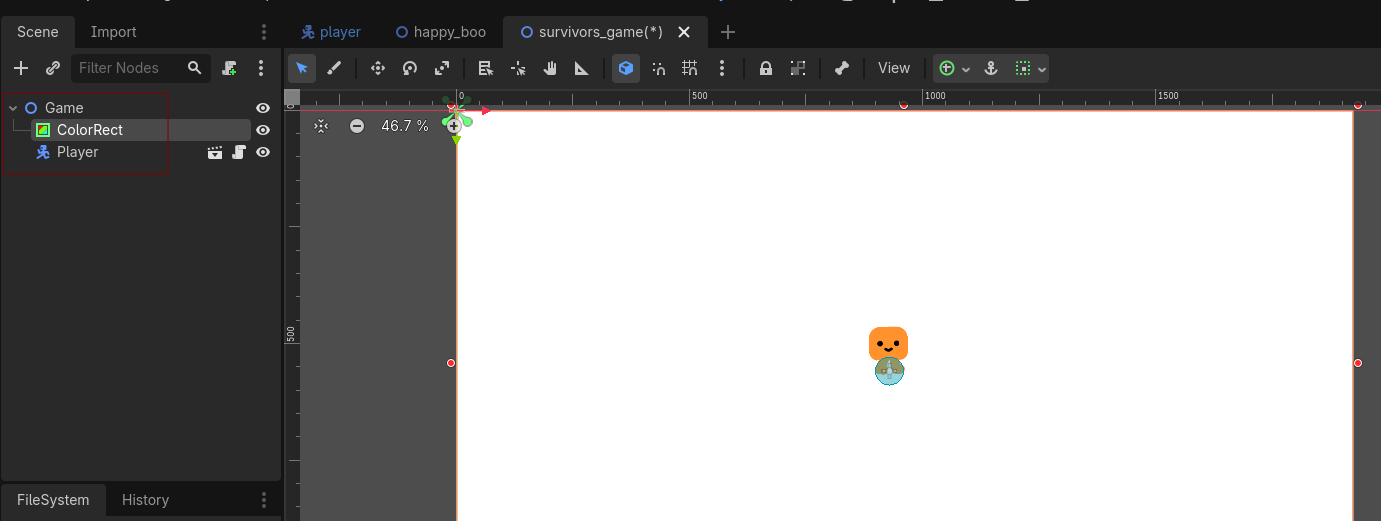 Scene Import
player happy_boo survivors_game(*)
Filter Nodes
View
Game
ColorRect
Player
46.7 %
0 500 1000 1500
0
500
FileSystem History